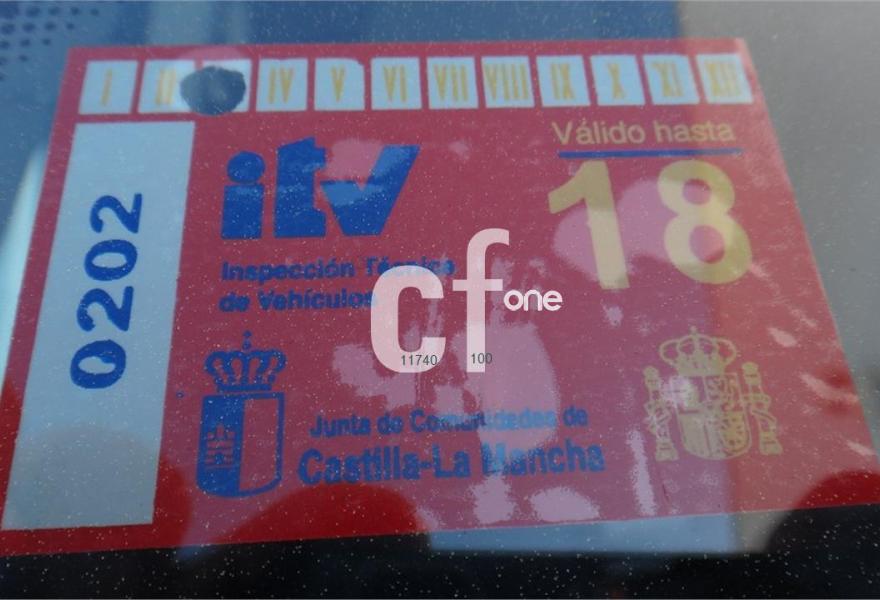 I II IV V VI VII VIII IX X XI XII
Válido hasta
18
itv
Inspección Técnica
de Vehículos
0202
cf one
11740 100
Junta de Comunidades de
Castilla-La Mancha